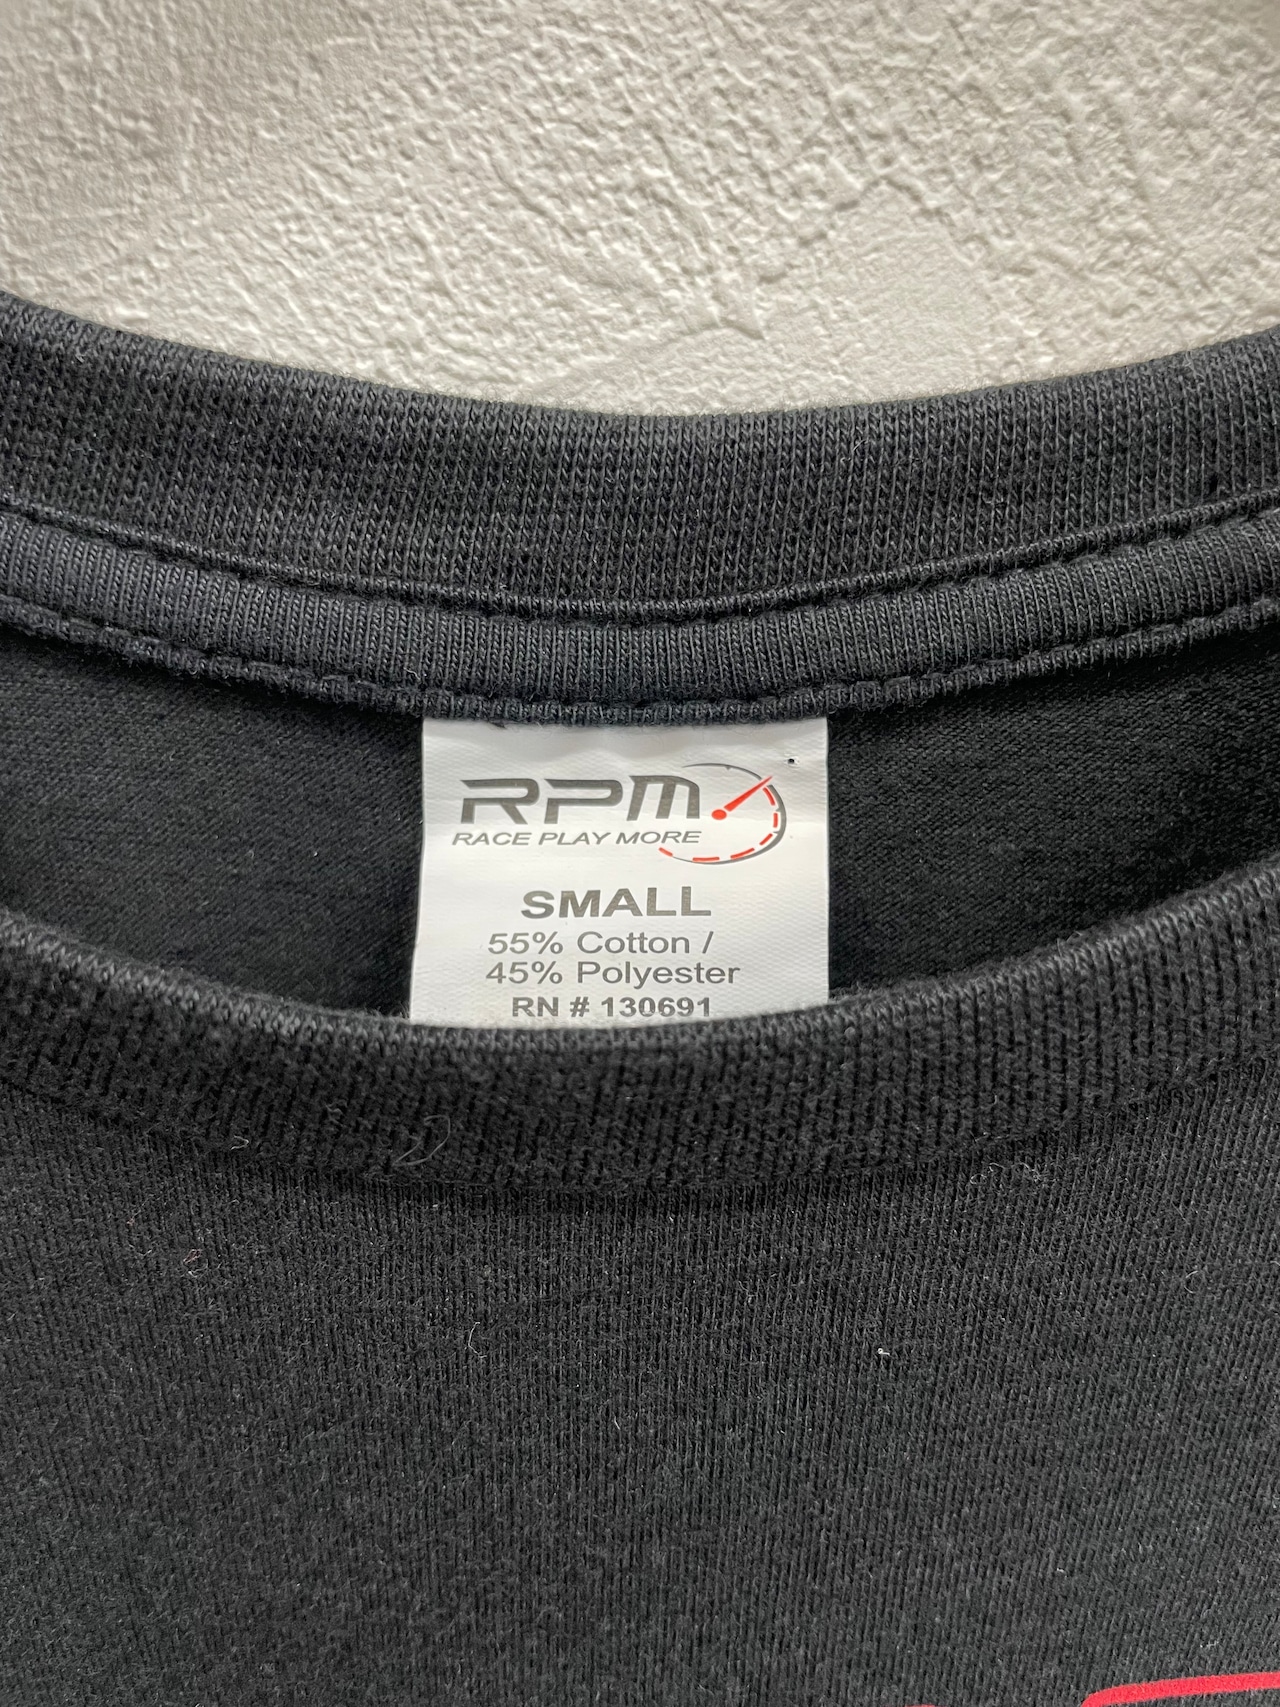 RPM
RACE PLAY MORE
SMALL
55% Cotton /
45% Polyester
RN # 130691